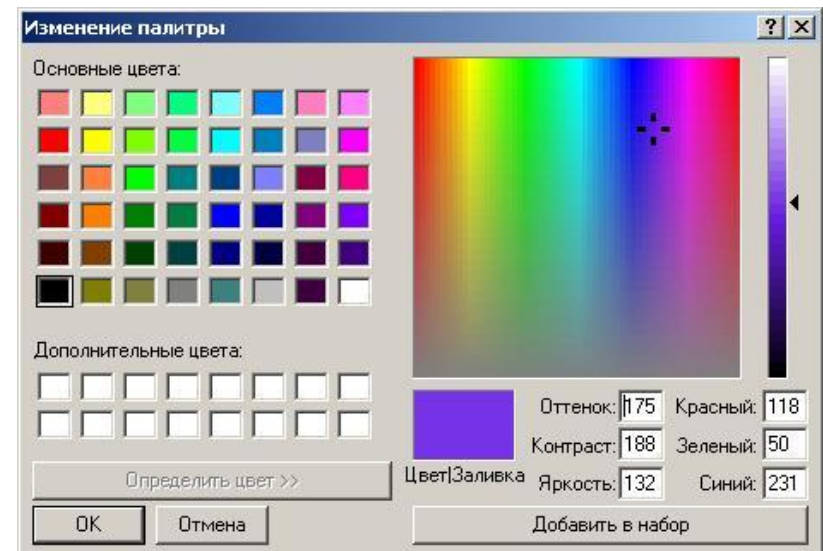 Изменение палитры
Основные цвета:
Дополнительные цвета:
Определить цвет >>
OK
Отмена
Цвет|Заливка
Оттенок: 175
Контраст: 188
Яркость: 132
Красный: 118
Зеленый: 50
Синий: 231
Добавить в набор